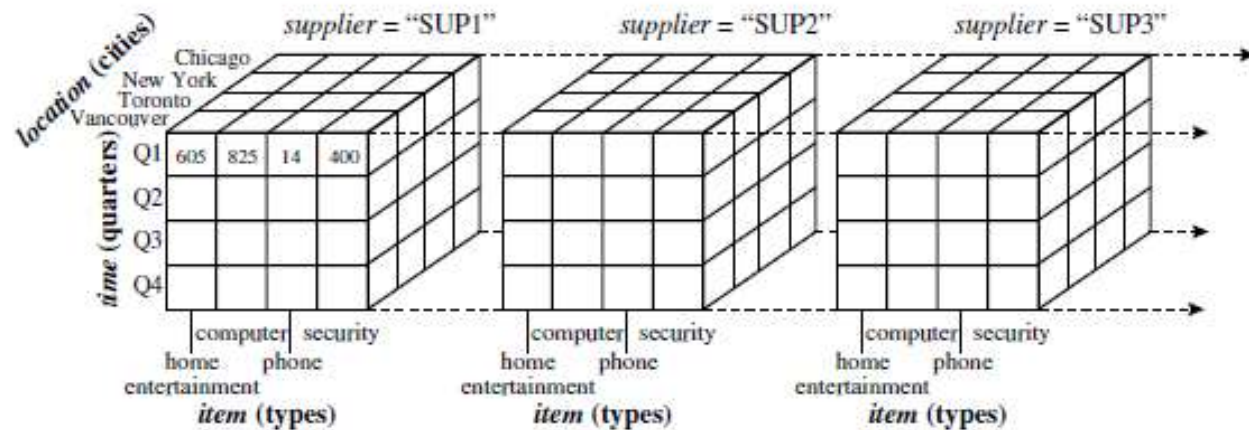 supplier = “SUP1” supplier = “SUP2” supplier = “SUP3”
location (cities)
Chicago
New York
Toronto
Vancouver
time (quarters)
Q1 605 825 14 400
Q2
Q3
Q4
computer security computer security computer security
home phone home phone home phone
entertainment entertainment entertainment
item (types) item (types) item (types)